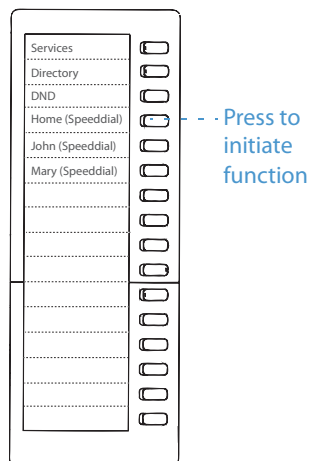 Services
Directory
DND
Home (Speeddial)
John (Speeddial)
Mary (Speeddial)
Press to
initiate
function